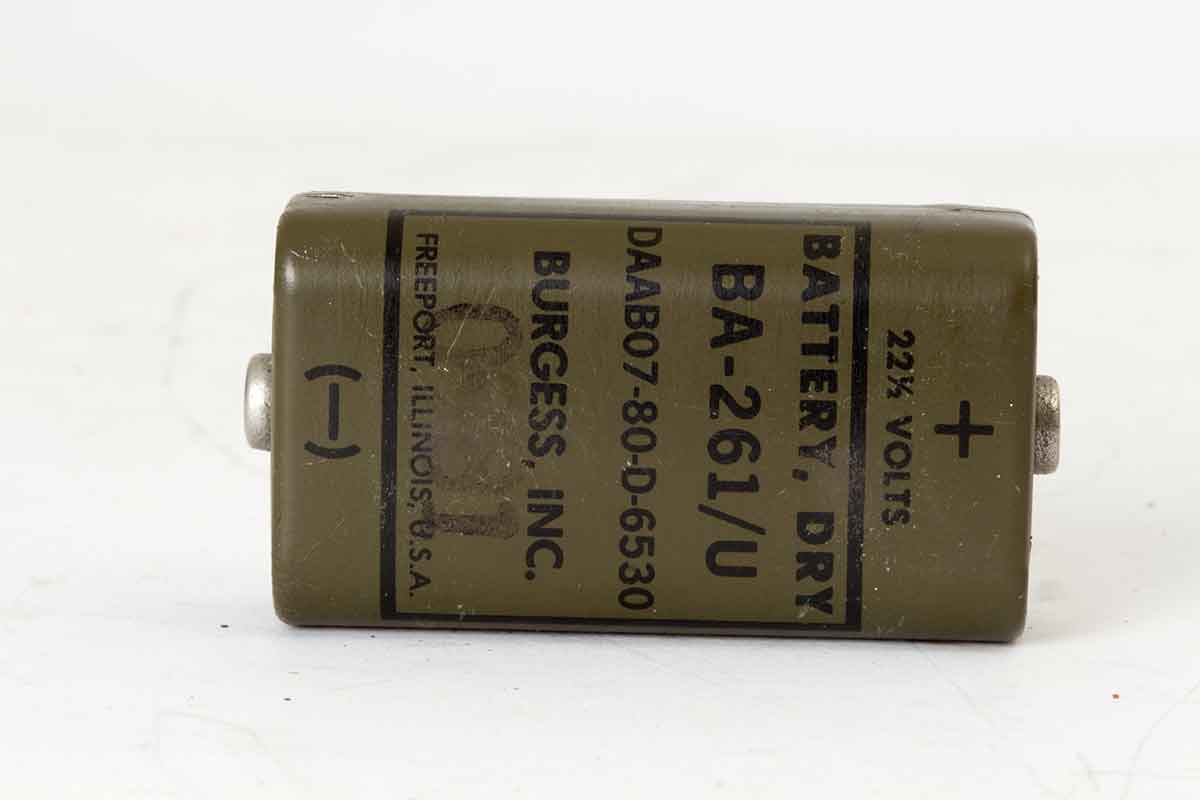 +
22½ VOLTS
BATTERY, DRY
BA-261/U
DAAB07-80-D-6530
BURGESS, INC.
FREEPORT, ILLINOIS, U.S.A.
(–)